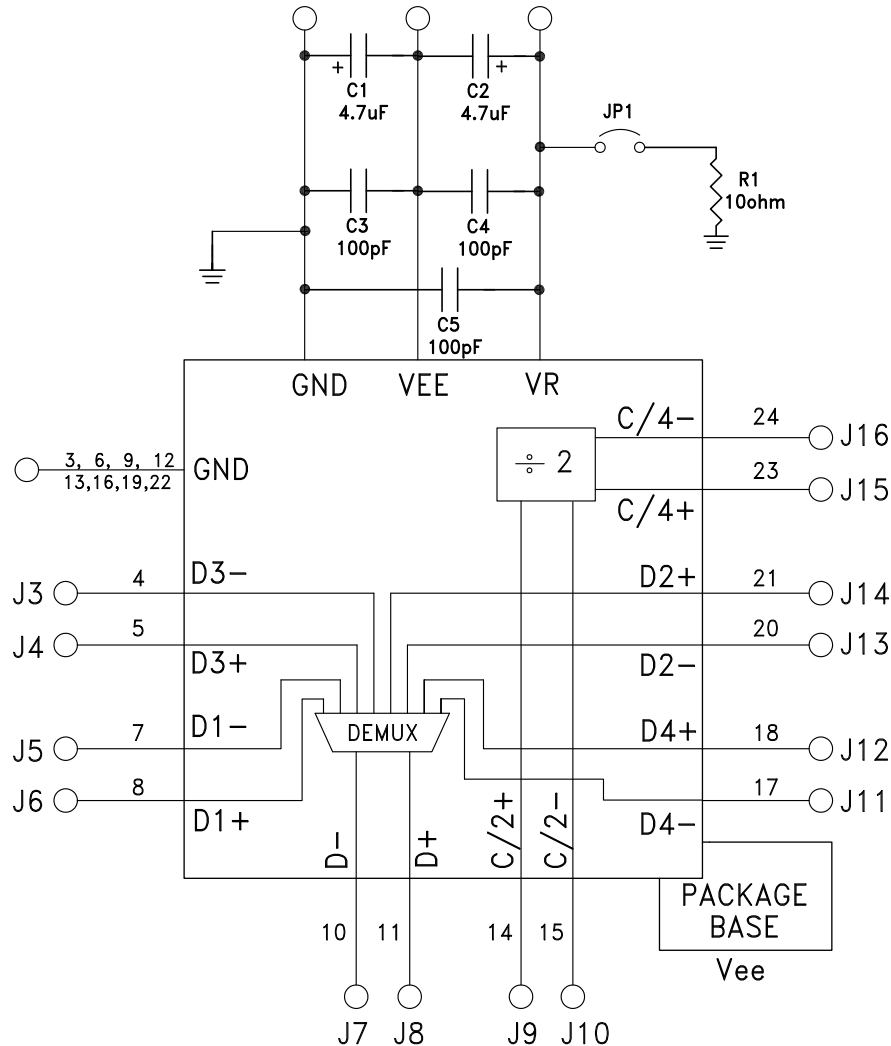 +
C1
4.7uF
+
C2
4.7uF
JP1
R1
10ohm
C3
100pF
C4
100pF
C5
100pF
GND
VEE
VR
C/4-
24
J16
3, 6, 9, 12
13,16,19,22
GND
÷ 2
23
J15
C/4+
J3
4
D3-
D2+
21
J14
J4
5
D3+
20
J13
D2-
J5
7
D1-
DEMUX
D4+
18
J12
J6
8
D1+
17
J11
D4-
D-
D+
C/2+
C/2-
PACKAGE
BASE
Vee
10
11
14
15
J7
J8
J9
J10